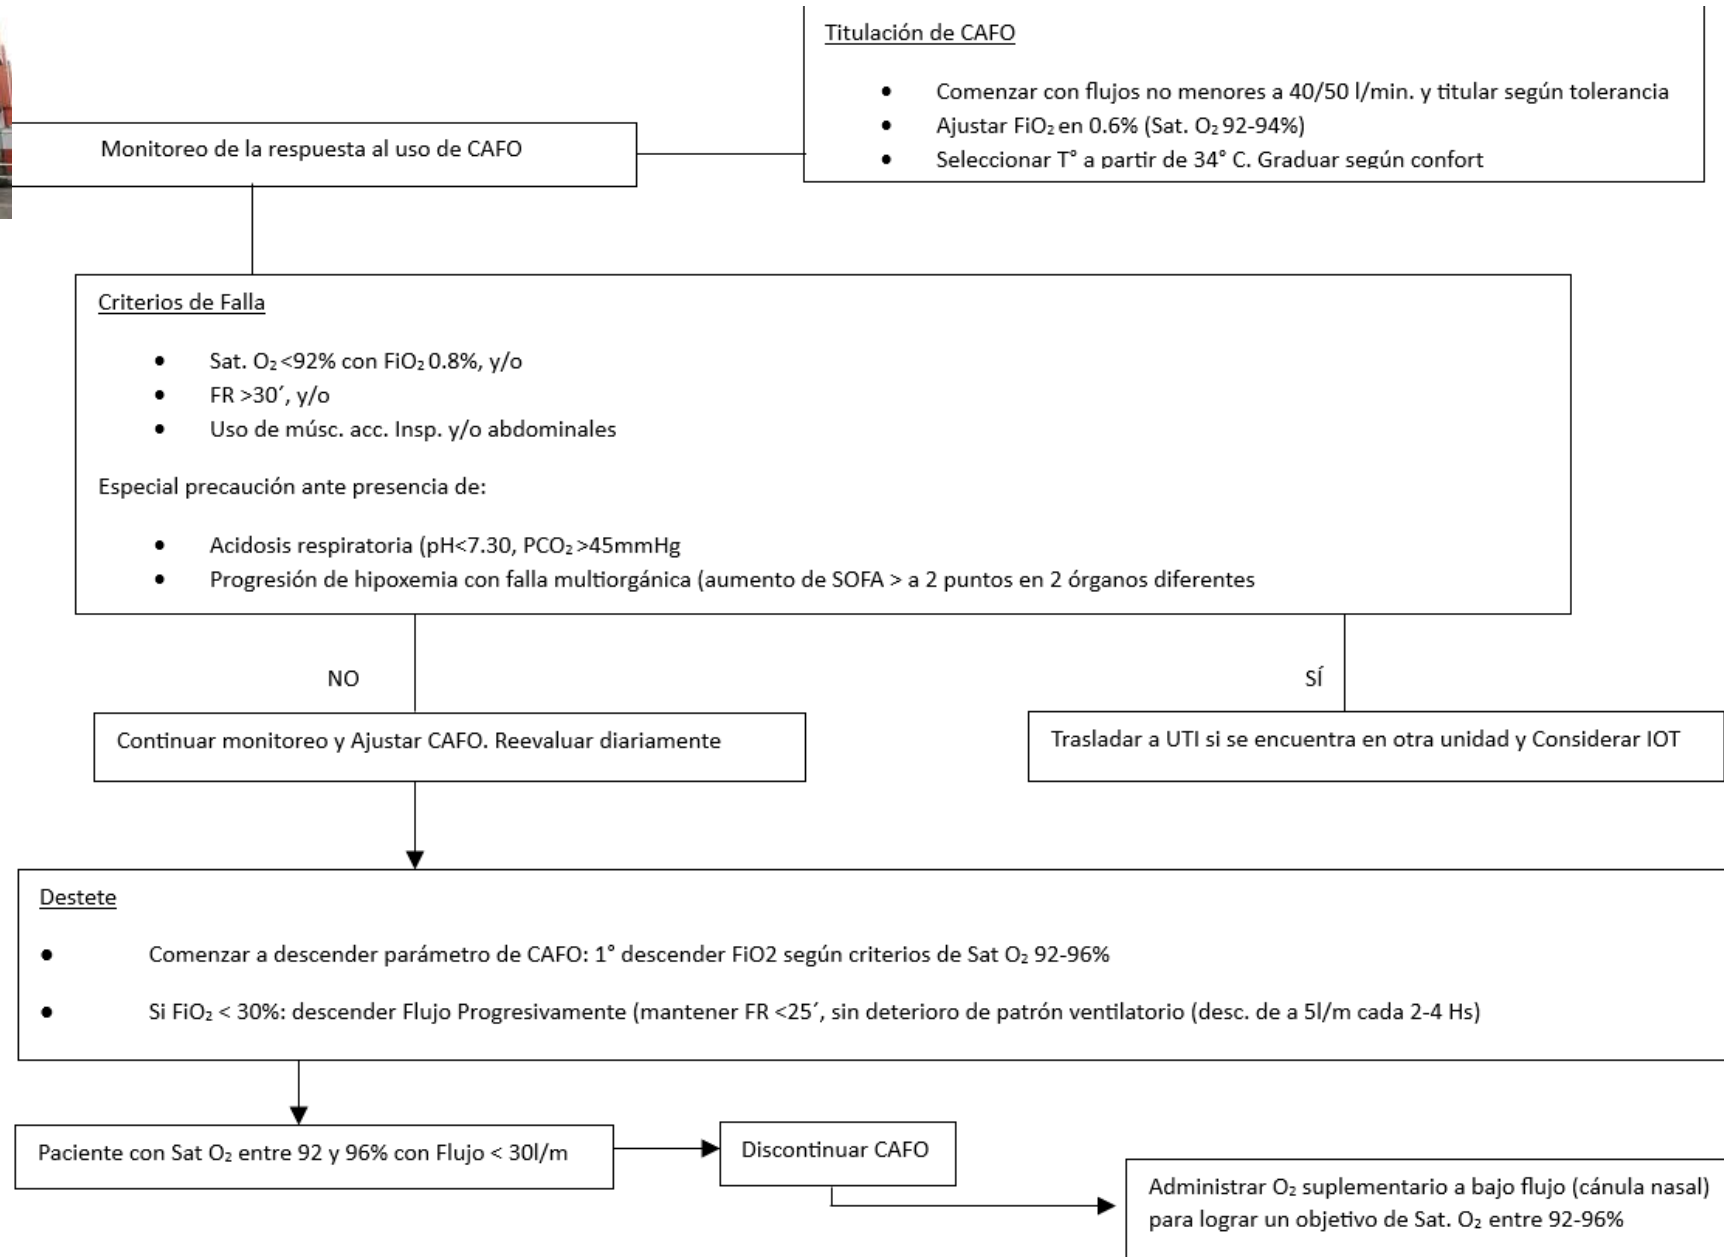 Titulación de CAFO
• Comenzar con flujos no menores a 40/50 l/min. y titular según tolerancia
• Ajustar FiO₂ en 0.6% (Sat. O₂ 92-94%)
• Seleccionar T° a partir de 34° C. Graduar según confort
Monitoreo de la respuesta al uso de CAFO
Criterios de Falla
• Sat. O₂ <92% con FiO₂ 0.8%, y/o
• FR >30´, y/o
• Uso de músc. acc. Insp. y/o abdominales
Especial precaución ante presencia de:
• Acidosis respiratoria (pH<7.30, PCO₂ >45mmHg
• Progresión de hipoxemia con falla multiorgánica (aumento de SOFA > a 2 puntos en 2 órganos diferentes
NO
SÍ
Continuar monitoreo y Ajustar CAFO. Reevaluar diariamente
Trasladar a UTI si se encuentra en otra unidad y Considerar IOT
Destete
• Comenzar a descender parámetro de CAFO: 1° descender FiO2 según criterios de Sat O₂ 92-96%
• Si FiO₂ < 30%: descender Flujo Progresivamente (mantener FR <25´, sin deterioro de patrón ventilatorio (desc. de a 5l/m cada 2-4 Hs)
Paciente con Sat O₂ entre 92 y 96% con Flujo < 30l/m
Discontinuar CAFO
Administrar O₂ suplementario a bajo flujo (cánula nasal)
para lograr un objetivo de Sat. O₂ entre 92-96%